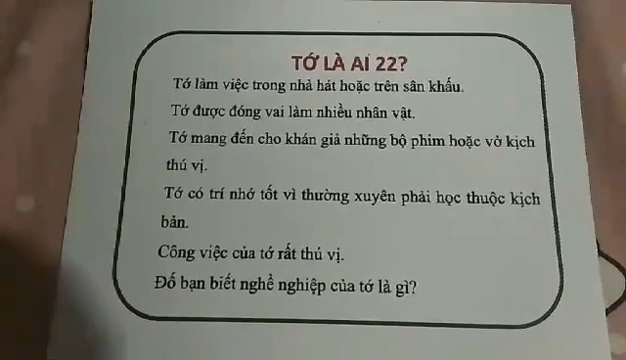 TỚ LÀ AI 22?
Tớ làm việc trong nhà hát hoặc trên sân khấu.
Tớ được đóng vai làm nhiều nhân vật.
Tớ mang đến cho khán giả những bộ phim hoặc vở kịch
thú vị.
Tớ có trí nhớ tốt vì thường xuyên phải học thuộc kịch
bản.
Công việc của tớ rất thú vị.
Đố bạn biết nghề nghiệp của tớ là gì?